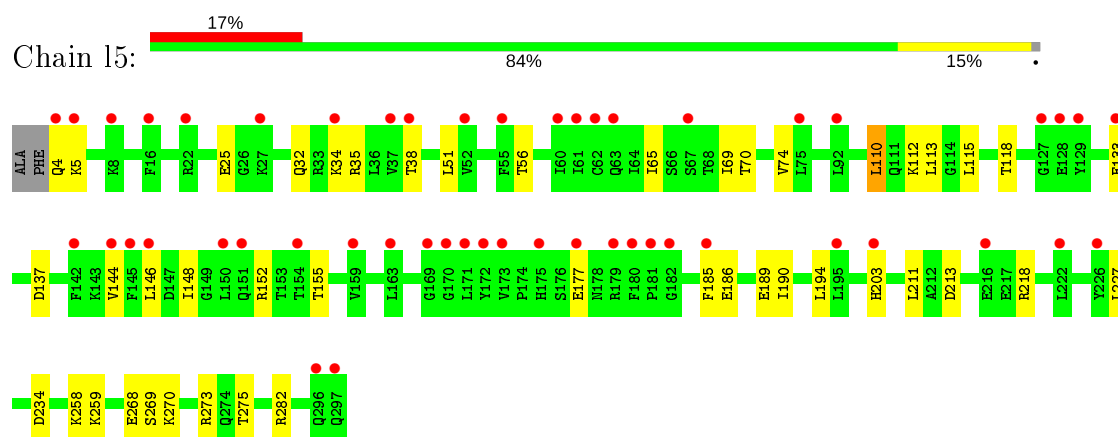 17%
Chain l5:
84%
15%
ALA PHE Q4 K5 K8 F16 R22 E25 G26 K27 Q32 R33 K34 R35 L36 V37 T38 L51 V52 F55 T56 I60 I61 C62 Q63 I64 I65 S66 S67 T68 I69 T70 V74 L75 L92 L110 Q111 K112 L113 G114 L115 T118 G127 E128 Y129
D137 F142 K143 V144 F145 L146 D147 I148 G149 L150 Q151 R152 T153 T154 T155 V159 L163 G169 G170 L171 Y172 V173 P174 H175 S176 E177 N178 R179 F180 P181 G182 F185 E186 E189 I190 L194 L195 H203 L211 A212 D213 E216 E217 R218 L222 Y226 L227
D234 K258 K259 E268 S269 K270 R273 Q274 T275 R282 Q296 Q297